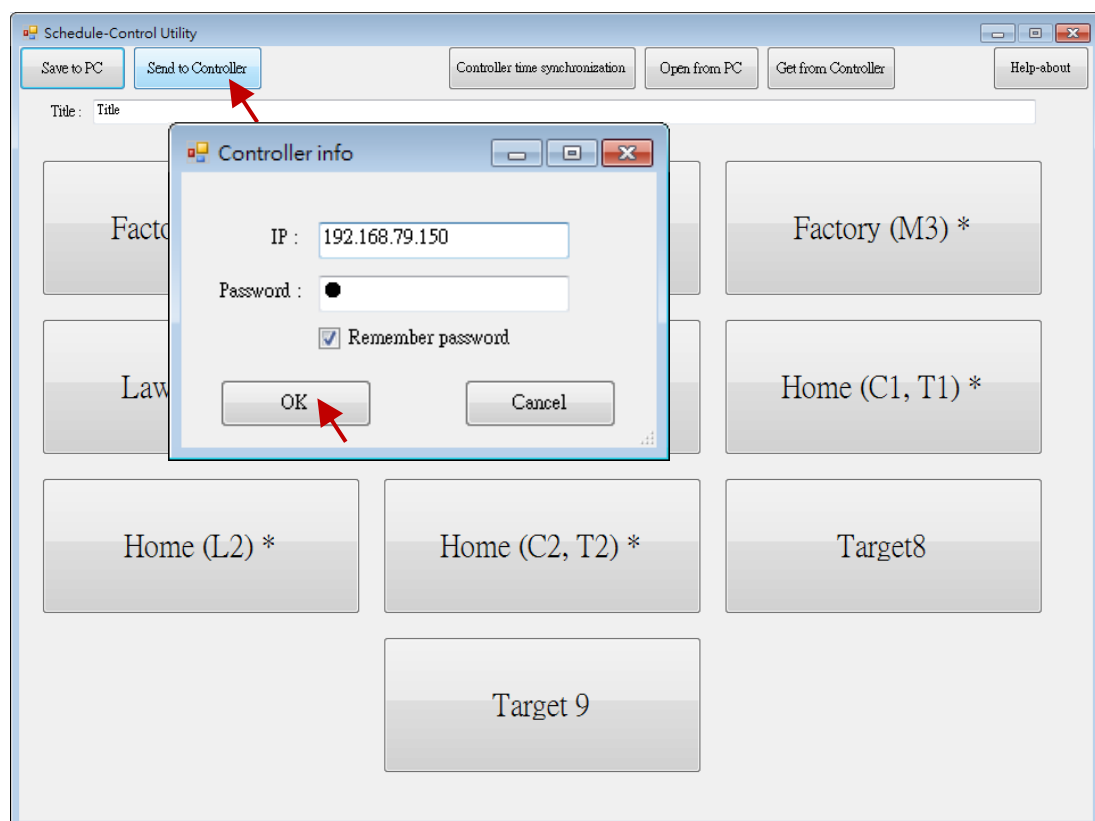 Schedule-Control Utility
Save to PC Send to Controller Controller time synchronization Open from PC Get from Controller Help-about
Title : Title
Controller info
IP : 192.168.79.150
Password : ●
Remember password
OK Cancel
Factory (M3) *
Home (C1, T1) *
Home (L2) * Home (C2, T2) * Target8
Target 9